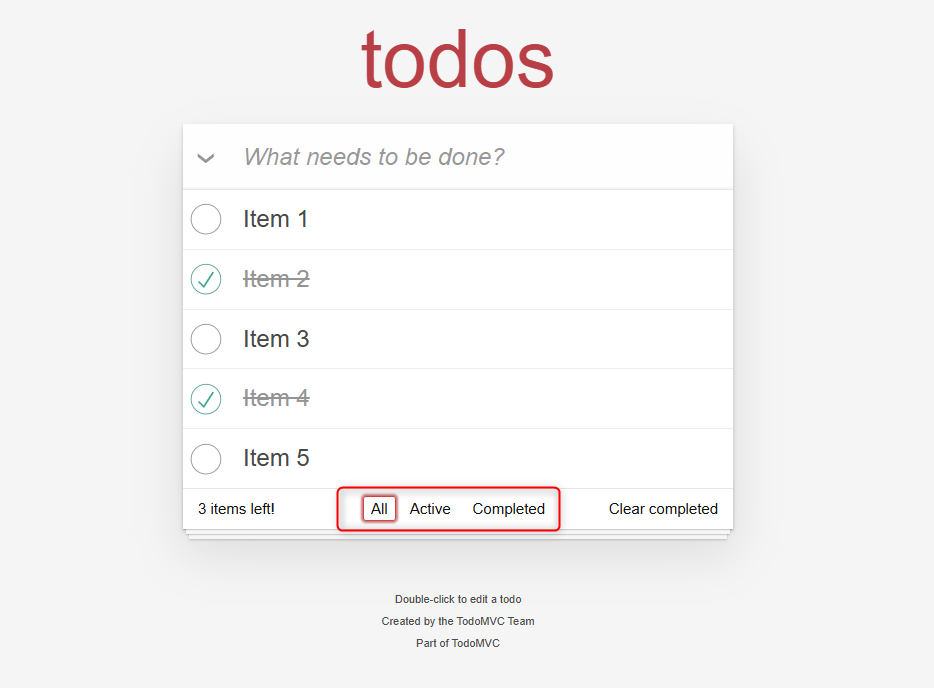 todos
What needs to be done?
Item 1
Item 2
Item 3
Item 4
Item 5
3 items left! All Active Completed Clear completed
Double-click to edit a todo
Created by the TodoMVC Team
Part of TodoMVC